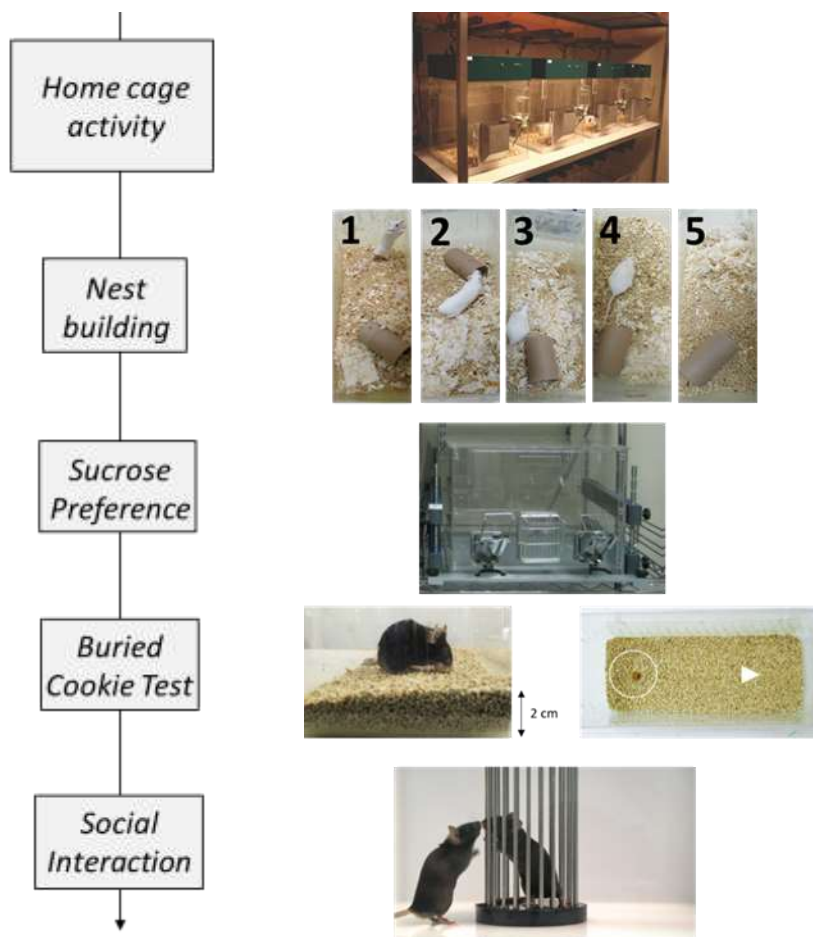 Home cage
activity
1 2 3 4 5
Nest
building
Sucrose
Preference
Buried
Cookie Test
2 cm
Social
Interaction